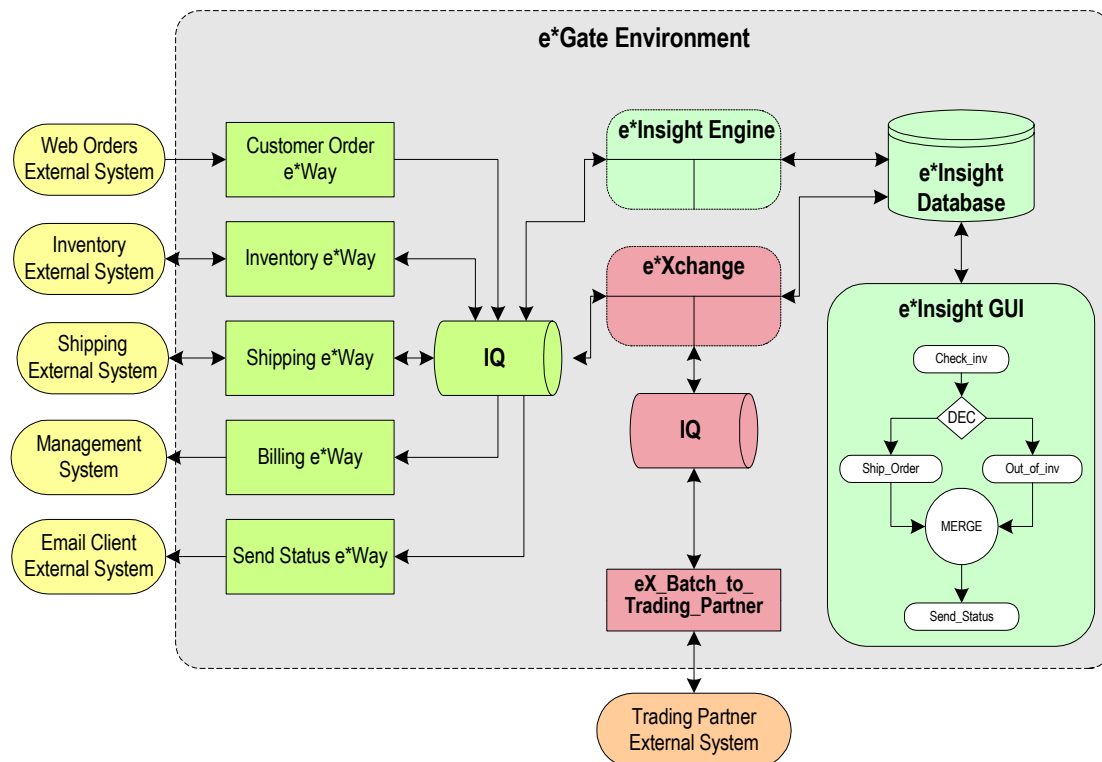 e*Gate Environment
Web Orders
External System
Customer Order
e*Way
e*Insight Engine
e*Insight
Database
Inventory
External System
Inventory e*Way
e*Xchange
e*Insight GUI
Shipping
External System
Shipping e*Way
IQ
Check_inv
DEC
IQ
Management
System
Billing e*Way
Ship_Order
Out_of_inv
MERGE
Email Client
External System
Send Status e*Way
eX_Batch_to_
Trading_Partner
Send_Status
Trading Partner
External System